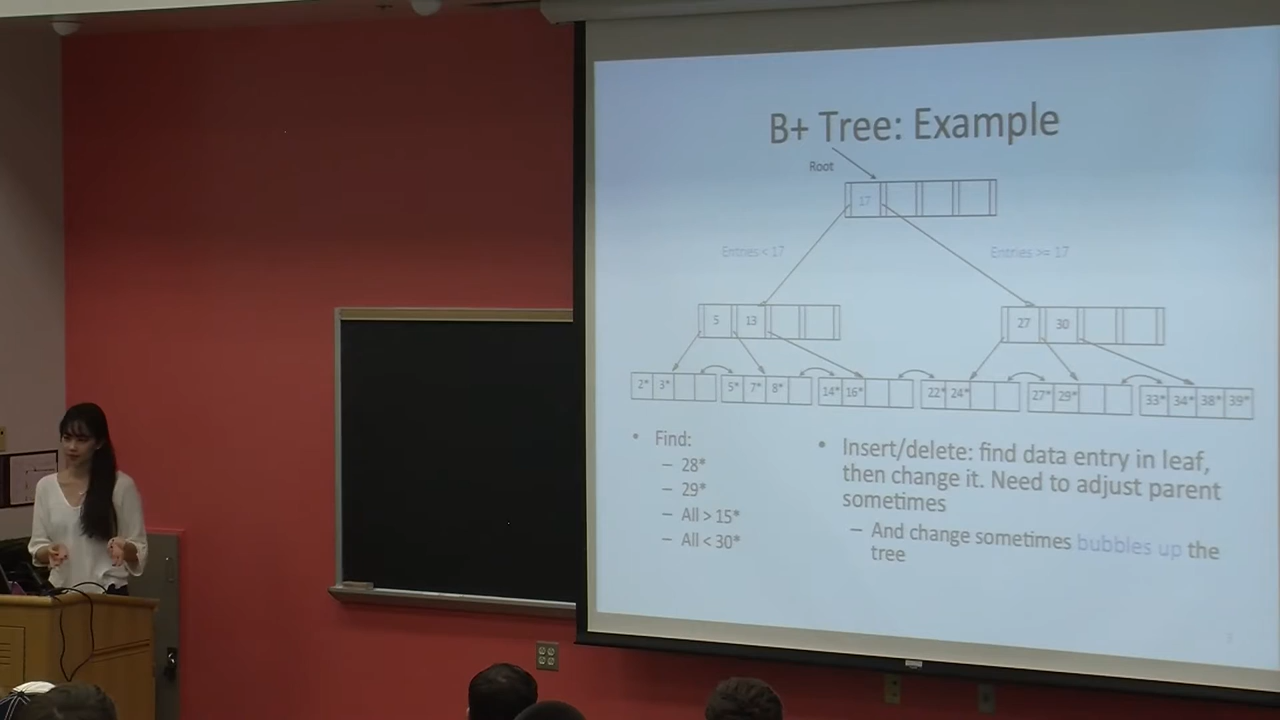 B+ Tree: Example
Root
17
Entries < 17
Entries >= 17
5 13
27 30
2* 3*
5* 7* 8*
14* 16*
22* 24*
27* 29*
33* 34* 38* 39*
• Find:
– 28*
– 29*
– All > 15*
– All < 30*
• Insert/delete: find data entry in leaf,
then change it. Need to adjust parent
sometimes
– And change sometimes bubbles up the
tree